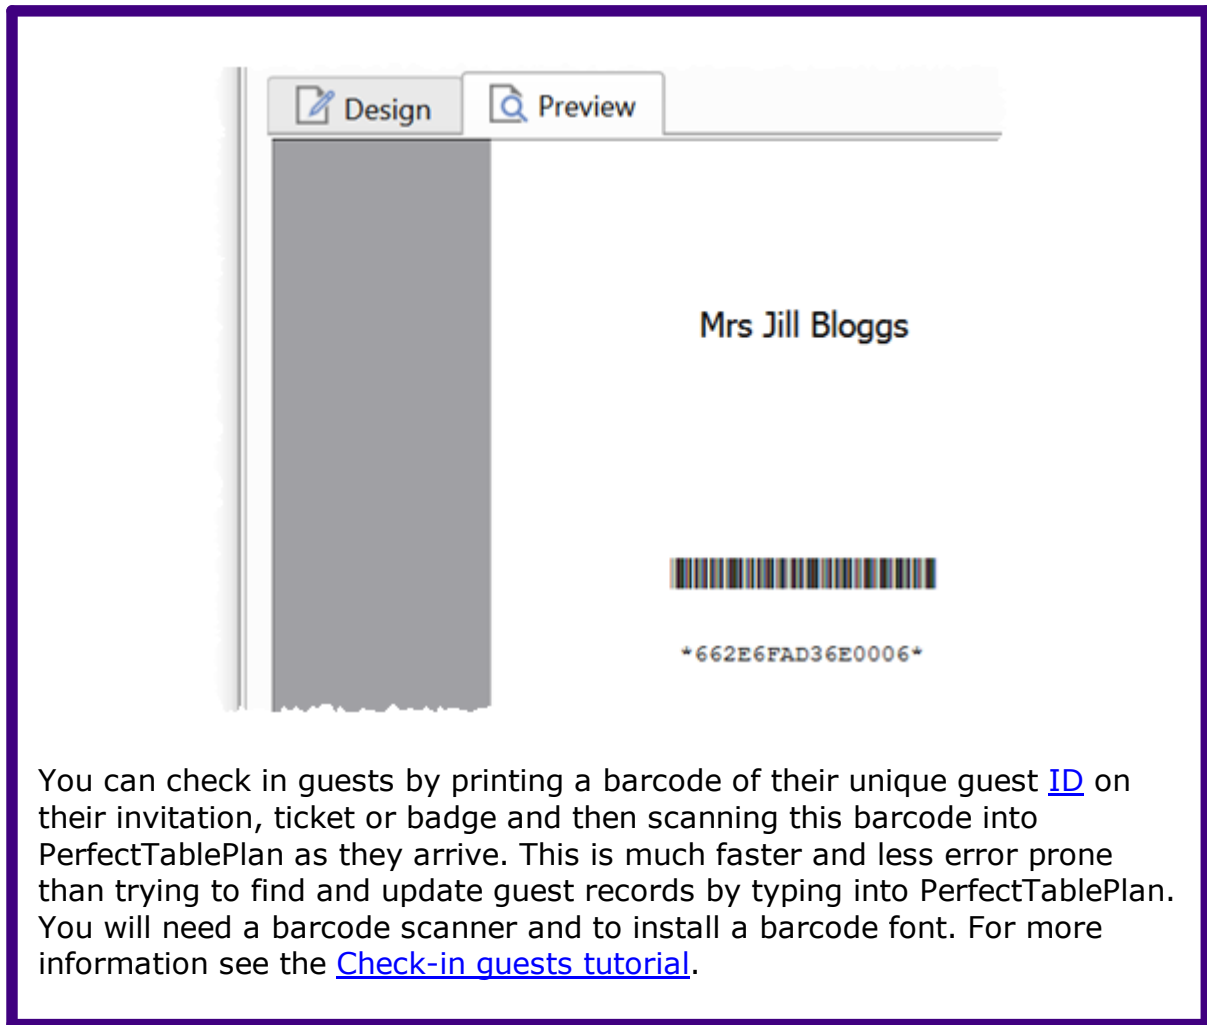 Design Preview
Mrs Jill Bloggs
*662E6FAD36E0006*
You can check in guests by printing a barcode of their unique guest ID on
their invitation, ticket or badge and then scanning this barcode into
PerfectTablePlan as they arrive. This is much faster and less error prone
than trying to find and update guest records by typing into PerfectTablePlan.
You will need a barcode scanner and to install a barcode font. For more
information see the Check-in guests tutorial.